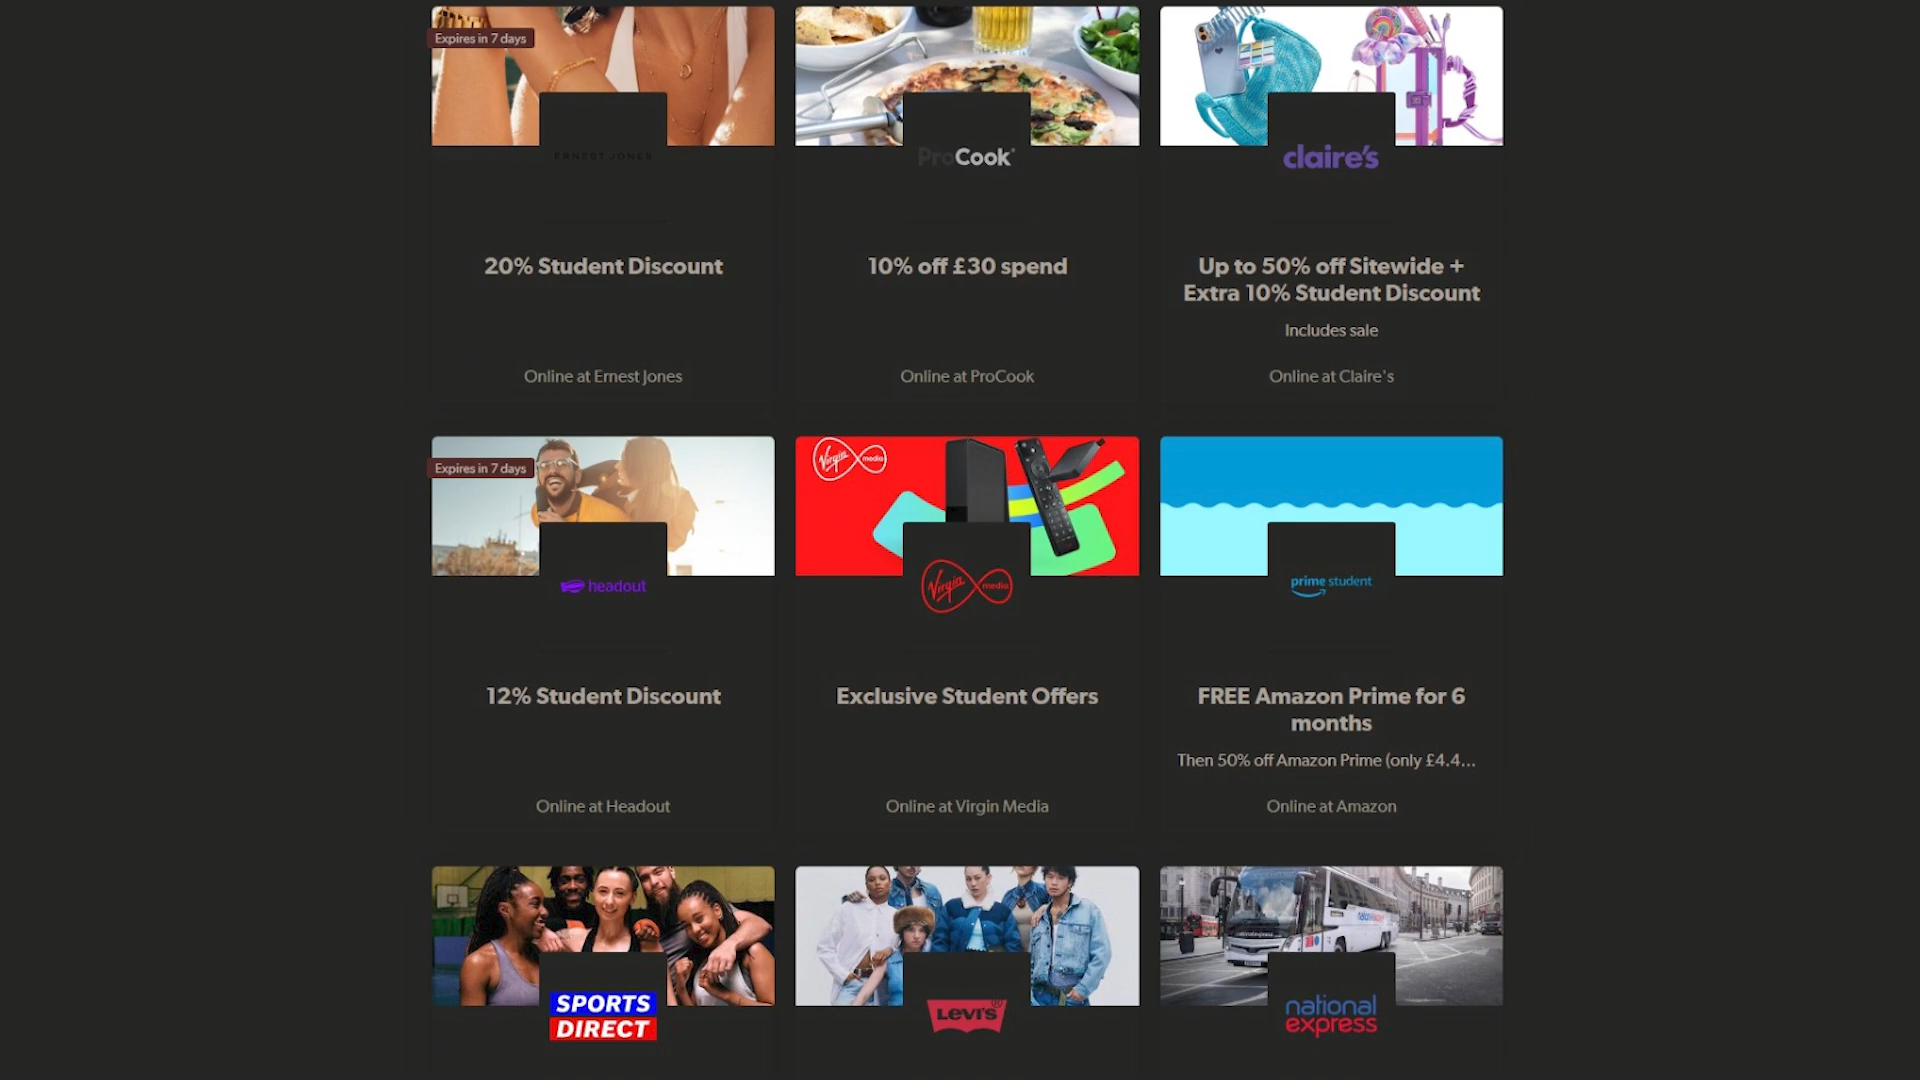 Expires in 7 days
ERNEST JONES
ProCook
claire's
20% Student Discount
10% off £30 spend
Up to 50% off Sitewide +
Extra 10% Student Discount
Includes sale
Online at Ernest Jones
Online at ProCook
Online at Claire's
Expires in 7 days
Virgin media
headout
Virgin media
prime student
12% Student Discount
Exclusive Student Offers
FREE Amazon Prime for 6
months
Then 50% off Amazon Prime (only £4.4...
Online at Headout
Online at Virgin Media
Online at Amazon
SPORTS
DIRECT
LEVI'S
national
express